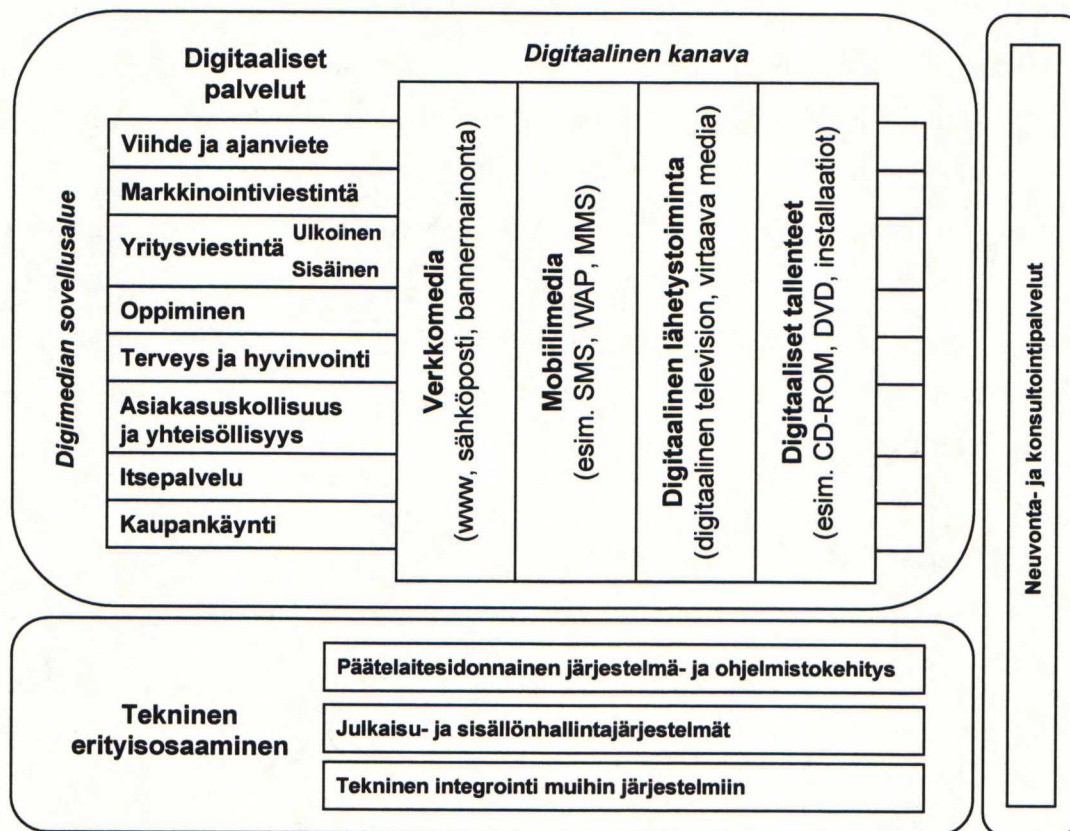 Digitaaliset
palvelut
Digitaalinen kanava
Digimedian sovellusalue
Viihde ja ajanviete
Markkinointiviestintä
Yritysviestintä
Ulkoinen
Sisäinen
Oppiminen
Terveys ja hyvinvointi
Asiakasuskollisuus
ja yhteisöllisyys
Itsepalvelu
Kaupankäynti
Verkkomedia
(www, sähköposti, bannermainonta)
Mobiilimedia
(esim. SMS, WAP, MMS)
Digitaalinen lähetystoiminta
(digitaalinen television, virtaava media)
Digitaaliset tallenteet
(esim. CD-ROM, DVD, installaatiot)
Neuvonta- ja konsultointipalvelut
Tekninen
erityisosaaminen
Päätelaitesidonnainen järjestelmä- ja ohjelmistokehitys
Julkaisu- ja sisällönhallintajärjestelmät
Tekninen integrointi muihin järjestelmiin